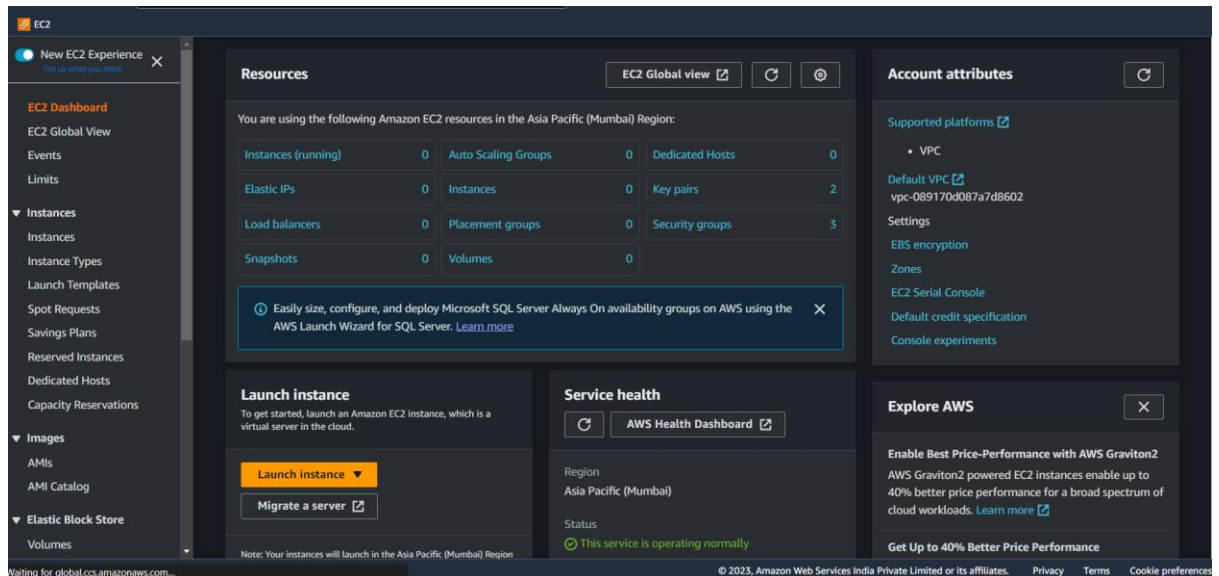 EC2
New EC2 Experience
Tell us what you think
EC2 Dashboard
EC2 Global View
Events
Limits
Instances
Instances
Instance Types
Launch Templates
Spot Requests
Savings Plans
Reserved Instances
Dedicated Hosts
Capacity Reservations
Images
AMIs
AMI Catalog
Elastic Block Store
Volumes
Resources
EC2 Global view
You are using the following Amazon EC2 resources in the Asia Pacific (Mumbai) Region:
Instances (running) 0 Auto Scaling Groups 0 Dedicated Hosts 0
Elastic IPs 0 Instances 0 Key pairs 2
Load balancers 0 Placement groups 0 Security groups 3
Snapshots 0 Volumes 0
Easily size, configure, and deploy Microsoft SQL Server Always On availability groups on AWS using the
AWS Launch Wizard for SQL Server. Learn more
Launch instance
To get started, launch an Amazon EC2 instance, which is a
virtual server in the cloud.
Launch instance
Migrate a server
Note: Your instances will launch in the Asia Pacific (Mumbai) Region
Service health
AWS Health Dashboard
Region
Asia Pacific (Mumbai)
Status
This service is operating normally
Account attributes
Supported platforms
• VPC
Default VPC
vpc-089170d087a7d8602
Settings
EBS encryption
Zones
EC2 Serial Console
Default credit specification
Console experiments
Explore AWS
Enable Best Price-Performance with AWS Graviton2
AWS Graviton2 powered EC2 instances enable up to
40% better price performance for a broad spectrum of
cloud workloads. Learn more
Get Up to 40% Better Price Performance
Waiting for global.ccs.amazonaws.com...
© 2023, Amazon Web Services India Private Limited or its affiliates. Privacy Terms Cookie preferences